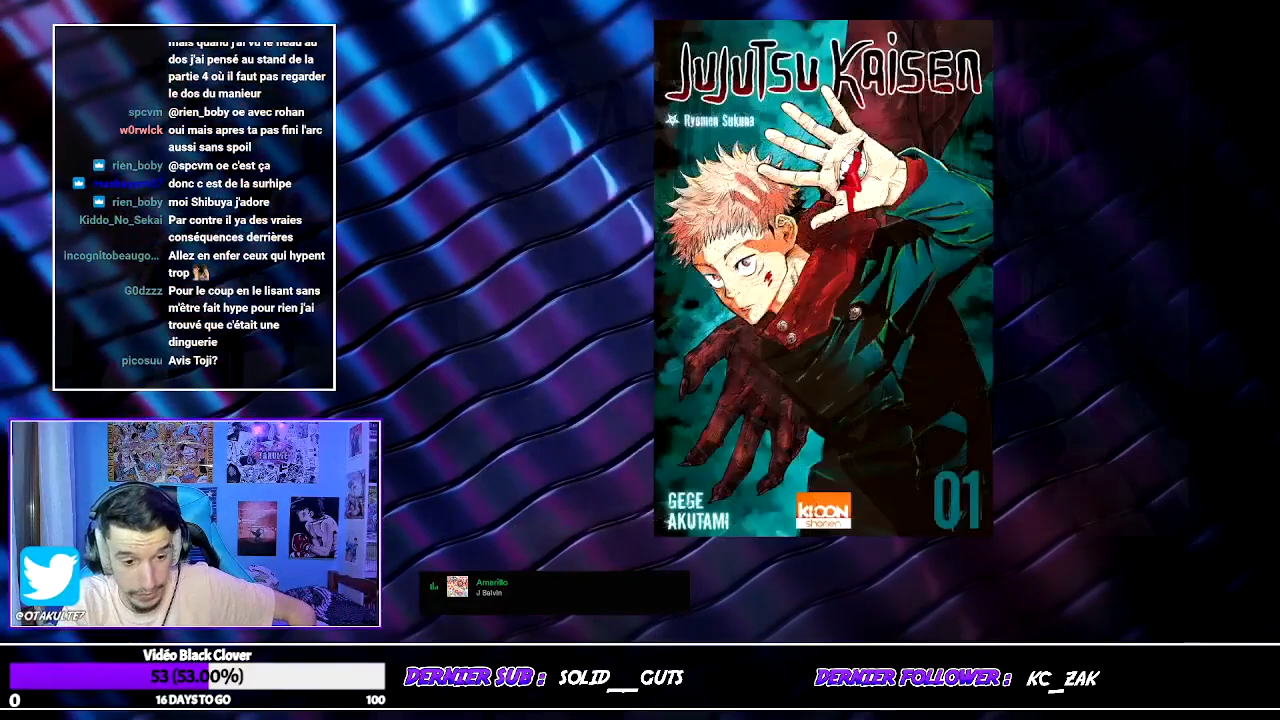 mais quand j'ai vu le fléau au
dos j'ai pensé au stand de la
partie 4 où il faut pas regarder
le dos du manieur
spcvm @rien_boby oe avec rohan
w0rwlck oui mais apres ta pas fini l'arc
aussi sans spoil
rien_boby @spcvm oe c'est ça
donc c est de la surhipe
rien_boby moi Shibuya j'adore
Kiddo_No_Sekai Par contre il ya des vraies
conséquences derrières
Incognitobeaugo... Allez en enfer ceux qui hypent
trop
G0dzzz Pour le coup en le lisant sans
m'être fait hype pour rien j'ai
trouvé que c'était une
dinguerie
picosuu Avis Toji?
JUJUTSU KAISEN
Ryomen Sukuna
GEGE
AKUTAMI
KI-OON
shonen
01
@OTAKULTE7
Amarillo
J Balvin
Vidéo Black Clover
53 (53.00%)
0 16 DAYS TO GO 100
DERNIER SUB : SOLID__GUTS
DERNIER FOLLOWER : KC_ZAK